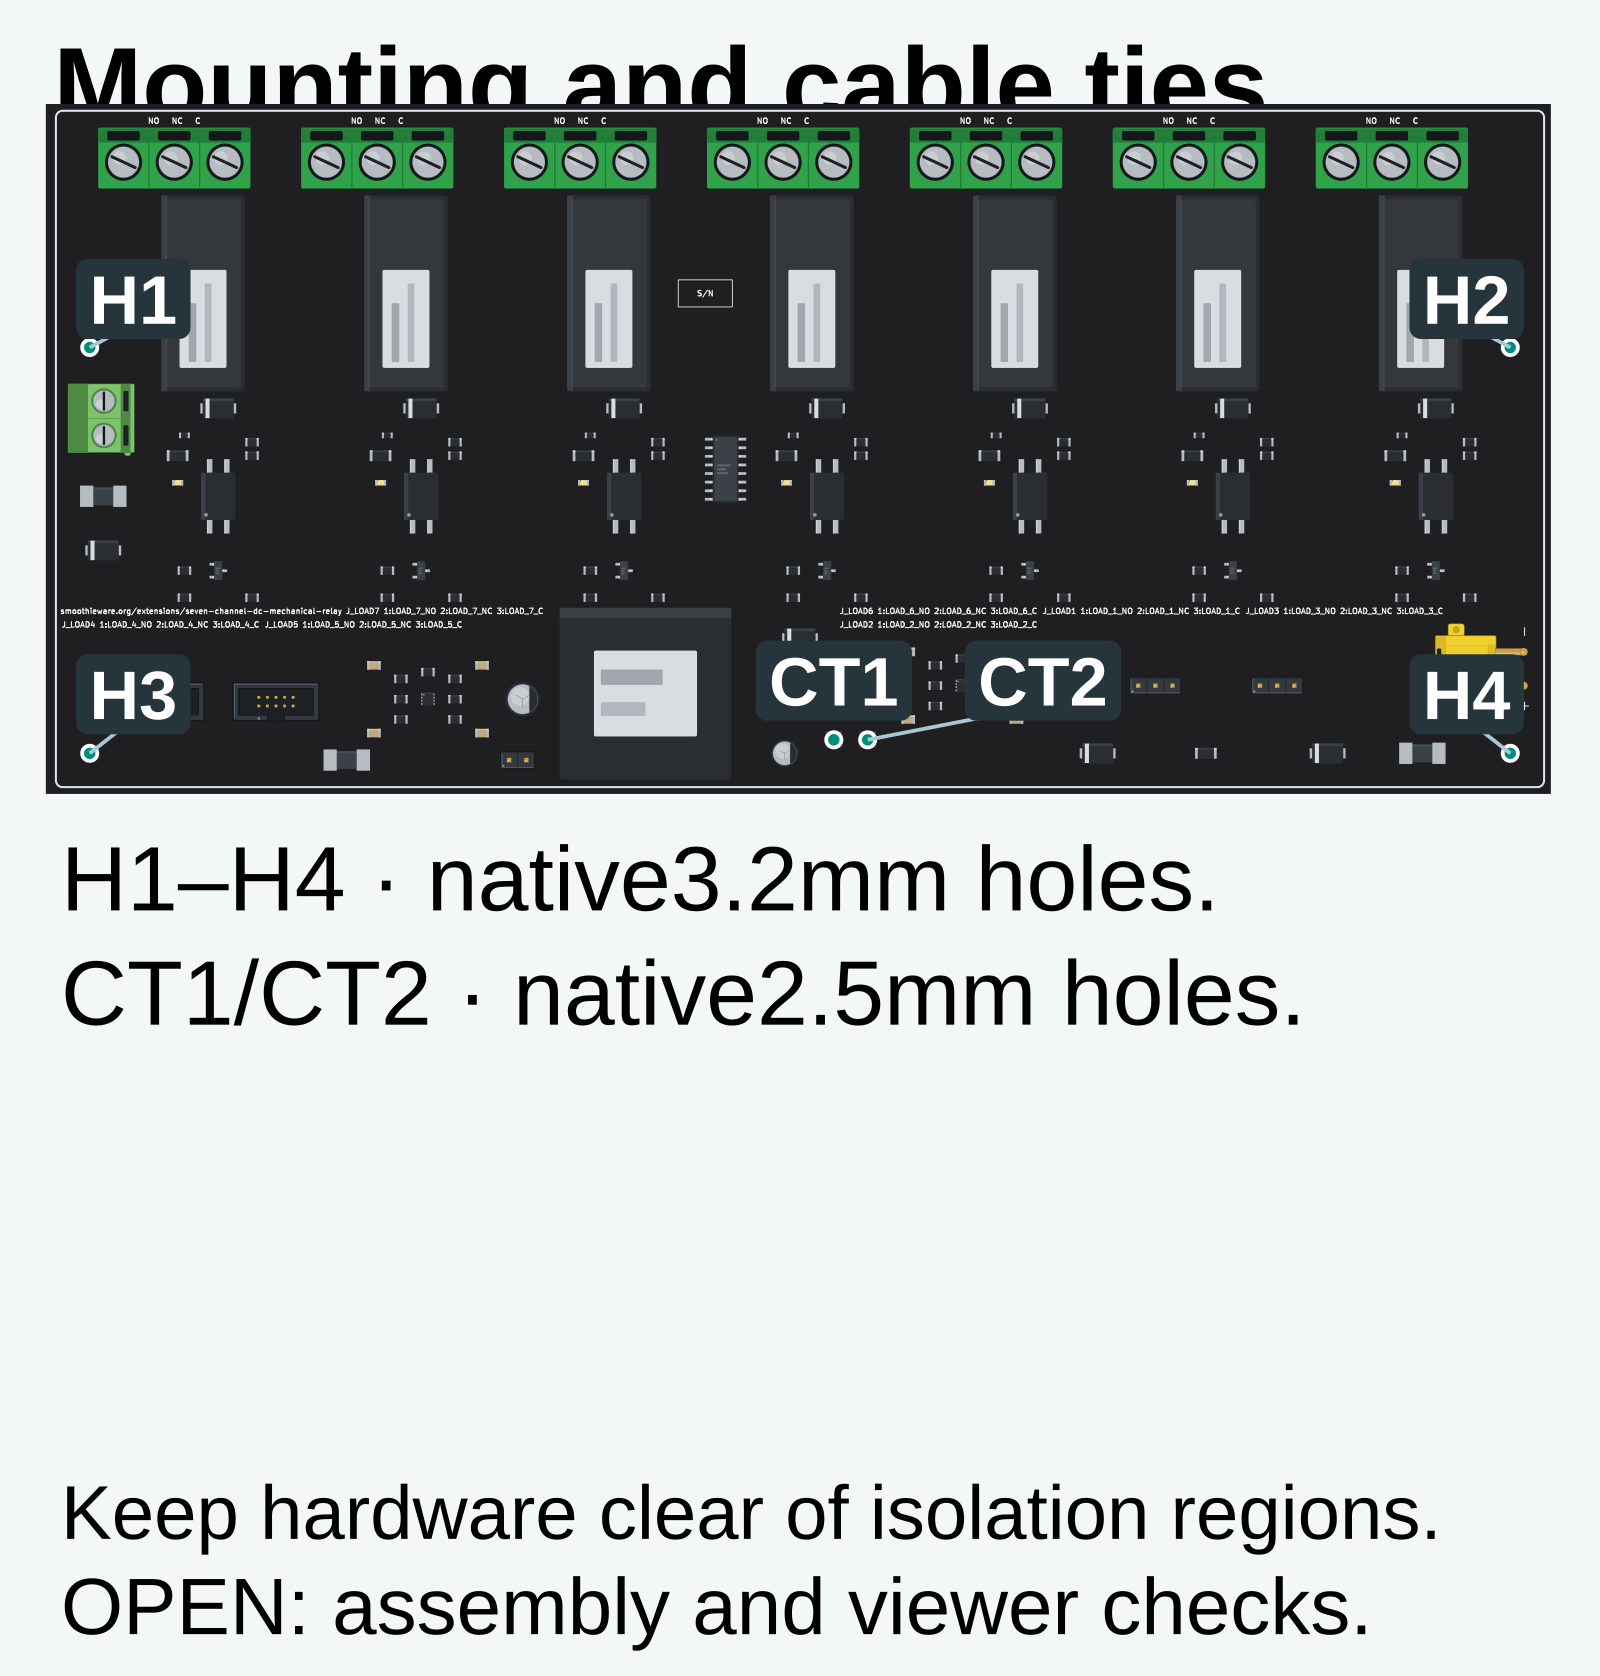 Mounting and cable ties
NO NC C NO NC C NO NC C NO NC C NO NC C NO NC C NO NC C
S/N
H1
H2
smoothieware.org/extensions/seven-channel-dc-mechanical-relay J_LOAD7 1:LOAD_7_NO 2:LOAD_7_NC 3:LOAD_7_C
J_LOAD4 1:LOAD_4_NO 2:LOAD_4_NC 3:LOAD_4_C J_LOAD5 1:LOAD_5_NO 2:LOAD_5_NC 3:LOAD_5_C
J_LOAD6 1:LOAD_6_NO 2:LOAD_6_NC 3:LOAD_6_C J_LOAD1 1:LOAD_1_NO 2:LOAD_1_NC 3:LOAD_1_C J_LOAD3 1:LOAD_3_NO 2:LOAD_3_NC 3:LOAD_3_C
J_LOAD2 1:LOAD_2_NO 2:LOAD_2_NC 3:LOAD_2_C
H3
CT1
CT2
H4
H1–H4 · native3.2mm holes.
CT1/CT2 · native2.5mm holes.
Keep hardware clear of isolation regions.
OPEN: assembly and viewer checks.